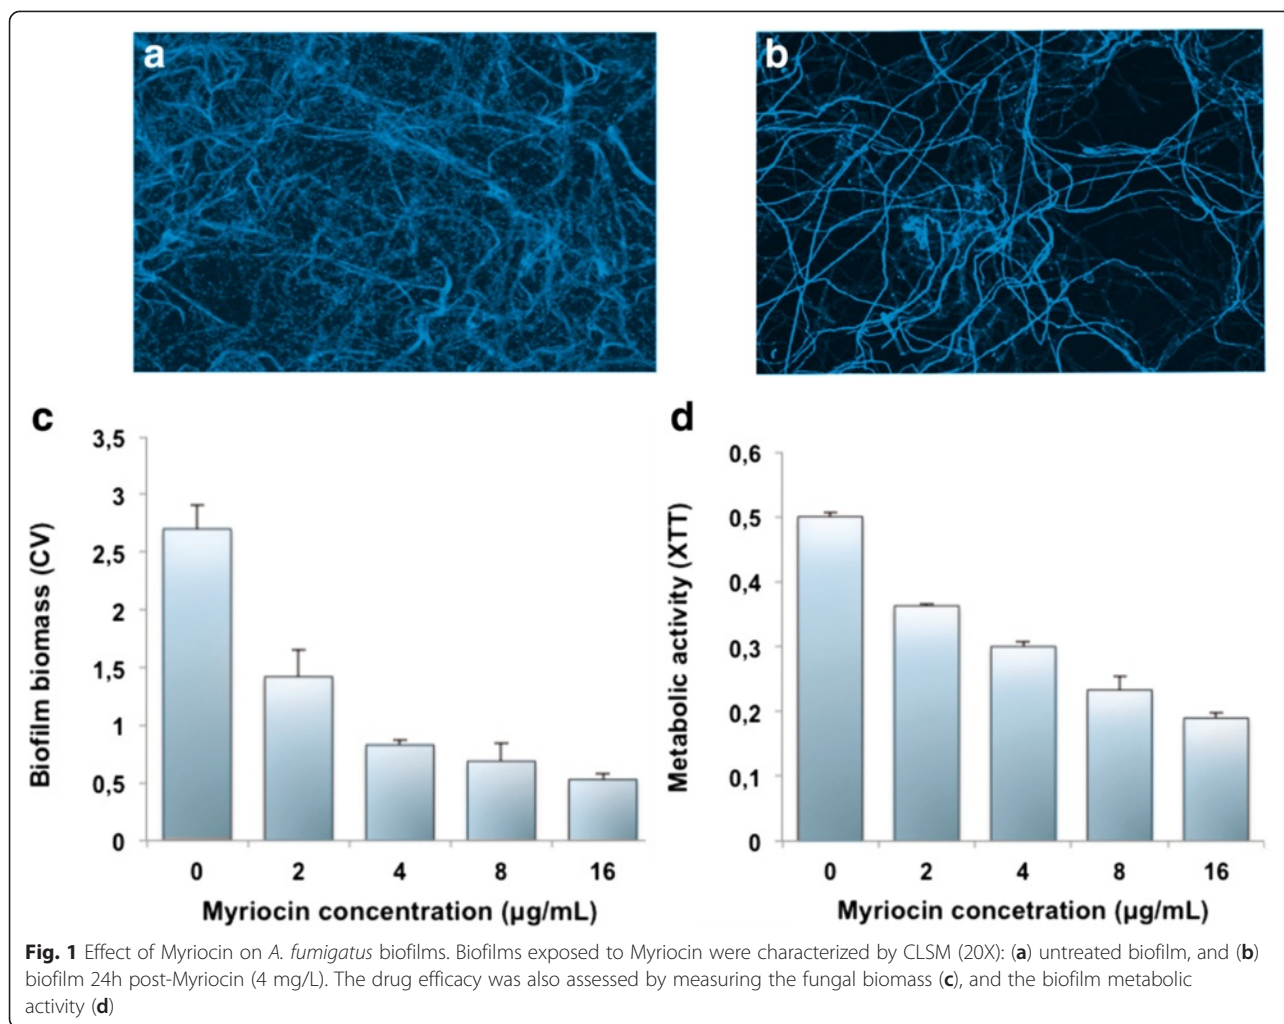 a
b
c
3,5
3
2,5
2
1,5
1
0,5
0
Biofilm biomass (CV)
0 2 4 8 16
Myriocin concentration (µg/mL)
d
0,6
0,5
0,4
0,3
0,2
0,1
0
Metabolic activity (XTT)
0 2 4 8 16
Myriocin concetration (µg/mL)
Fig. 1 Effect of Myriocin on A. fumigatus biofilms. Biofilms exposed to Myriocin were characterized by CLSM (20X): (a) untreated biofilm, and (b)
biofilm 24h post-Myriocin (4 mg/L). The drug efficacy was also assessed by measuring the fungal biomass (c), and the biofilm metabolic
activity (d)